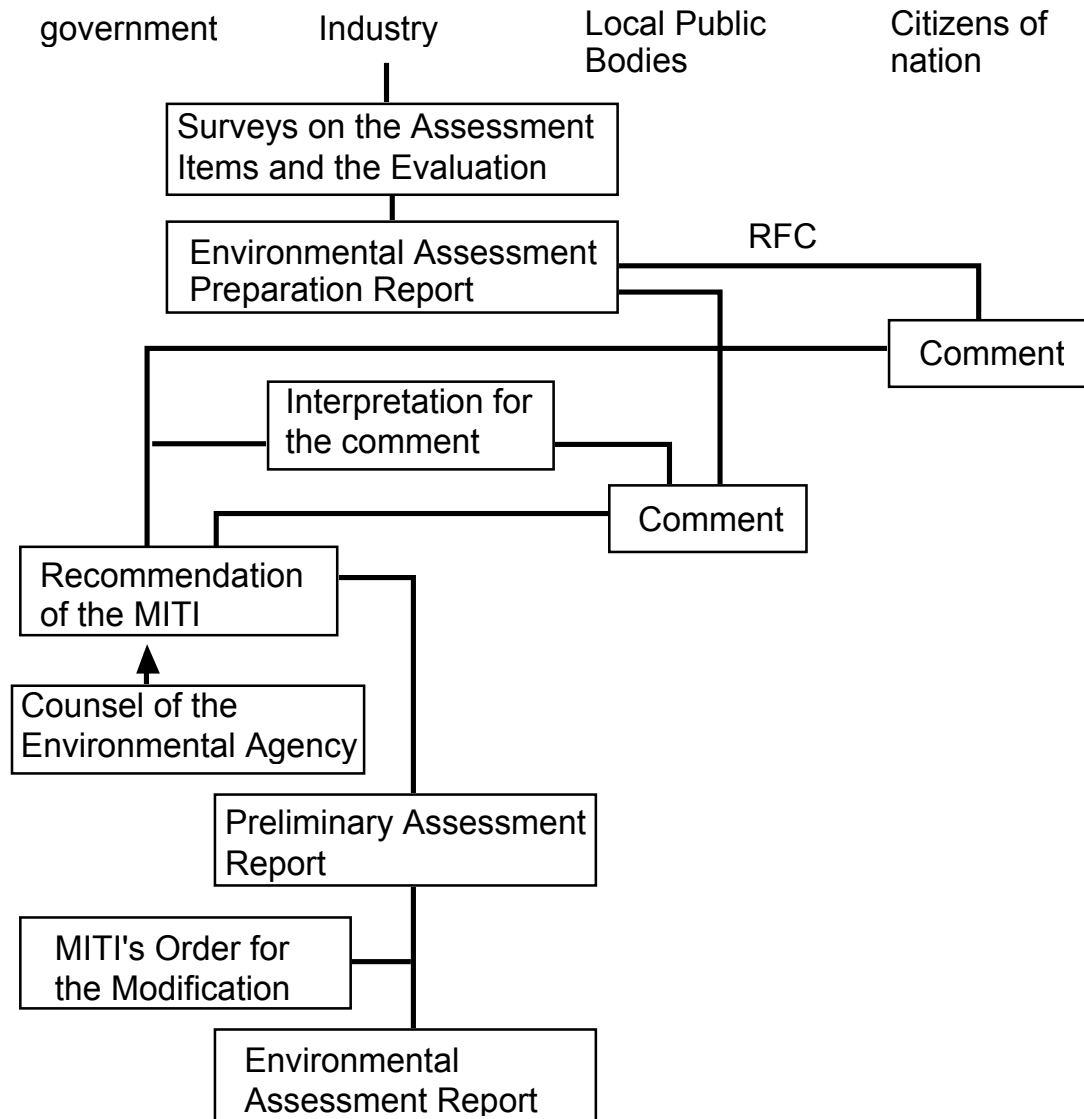 government
Industry
Local Public
Bodies
Citizens of
nation
Surveys on the Assessment
Items and the Evaluation
Environmental Assessment
Preparation Report
RFC
Comment
Interpretation for
the comment
Comment
Recommendation
of the MITI
Counsel of the
Environmental Agency
Preliminary Assessment
Report
MITI's Order for
the Modification
Environmental
Assessment Report